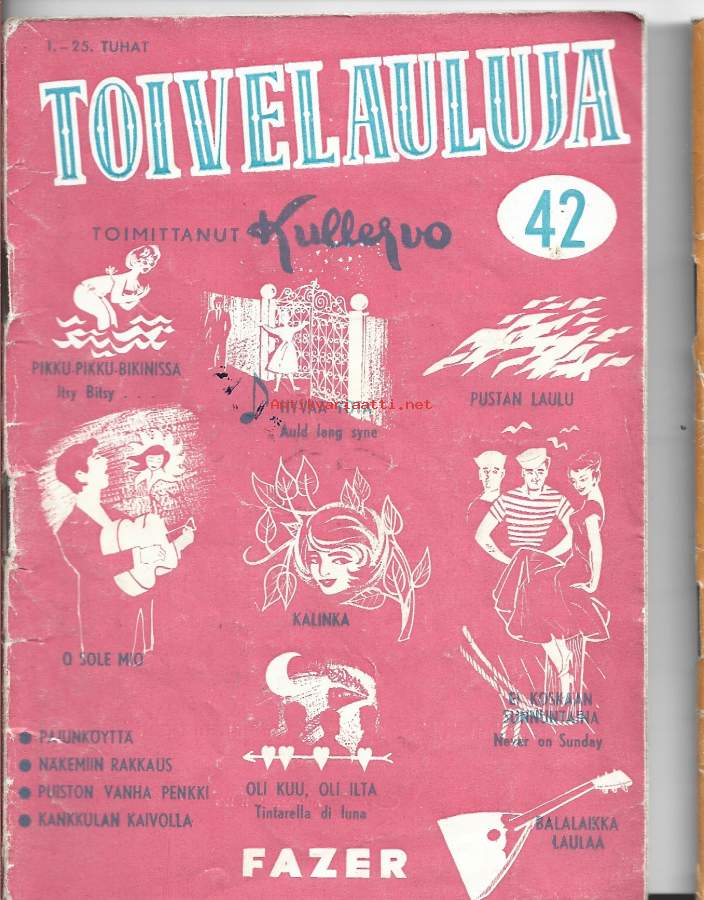 1.-25. TUHAT
TOIVELAULUJA
42
TOIMITTANUT Kullervo
PIKKU-PIKKU-BIKINISSA
Itsy Bitsy . . . .
Antikvariaatti.net
Auld lang syne
PUSTAN LAULU
O SOLE MIO
KALINKA
EI KOSKAAN
SUNNUNTAINA
Never on Sunday
● PAJUNKÖYTTÄ
● NÄKEMIIN RAKKAUS
● PUISTON VANHA PENKKI
● KANKKULAN KAIVOLLA
OLI KUU, OLI ILTA
Tintarella di luna
BALALAIKKA
LAULAA
FAZER